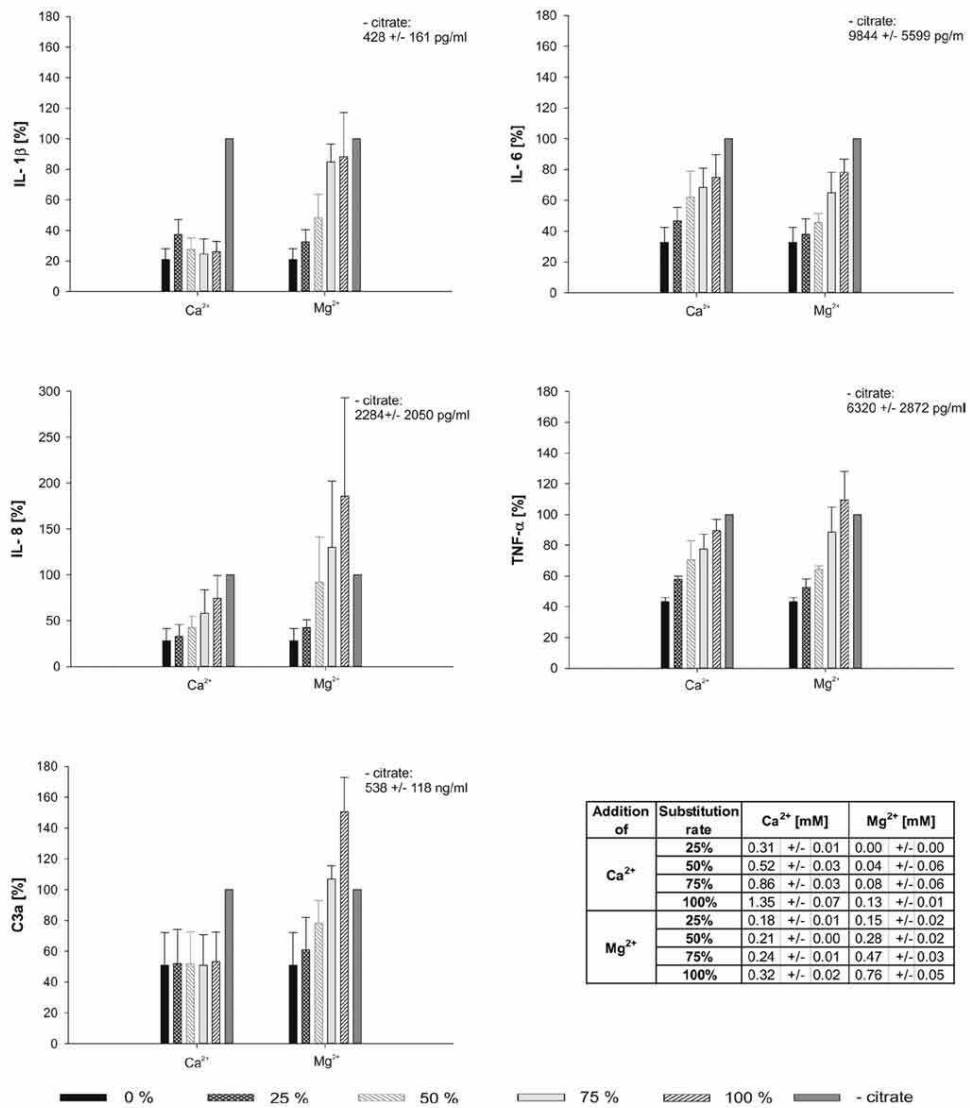 - citrate:
428 +/- 161 pg/ml
180
160
140
120
100
80
60
40
20
0
IL- 1β [%]
Ca²⁺
Mg²⁺
- citrate:
9844 +/- 5599 pg/m
180
160
140
120
100
80
60
40
20
0
IL- 6 [%]
Ca²⁺
Mg²⁺
- citrate:
2284+/- 2050 pg/ml
300
250
200
150
100
50
0
IL- 8 [%]
Ca²⁺
Mg²⁺
- citrate:
6320 +/- 2872 pg/ml
180
160
140
120
100
80
60
40
20
0
TNF-α [%]
Ca²⁺
Mg²⁺
- citrate:
538 +/- 118 ng/ml
180
160
140
120
100
80
60
40
20
0
C3a [%]
Ca²⁺
Mg²⁺
Addition of Substitution rate Ca²⁺ [mM] Mg²⁺ [mM]
Ca²⁺
25% 0.31 +/- 0.01 0.00 +/- 0.00
50% 0.52 +/- 0.03 0.04 +/- 0.06
75% 0.86 +/- 0.03 0.08 +/- 0.06
100% 1.35 +/- 0.07 0.13 +/- 0.01
Mg²⁺
25% 0.18 +/- 0.01 0.15 +/- 0.02
50% 0.21 +/- 0.00 0.28 +/- 0.02
75% 0.24 +/- 0.01 0.47 +/- 0.03
100% 0.32 +/- 0.02 0.76 +/- 0.05
0 % 25 % 50 % 75 % 100 % - citrate